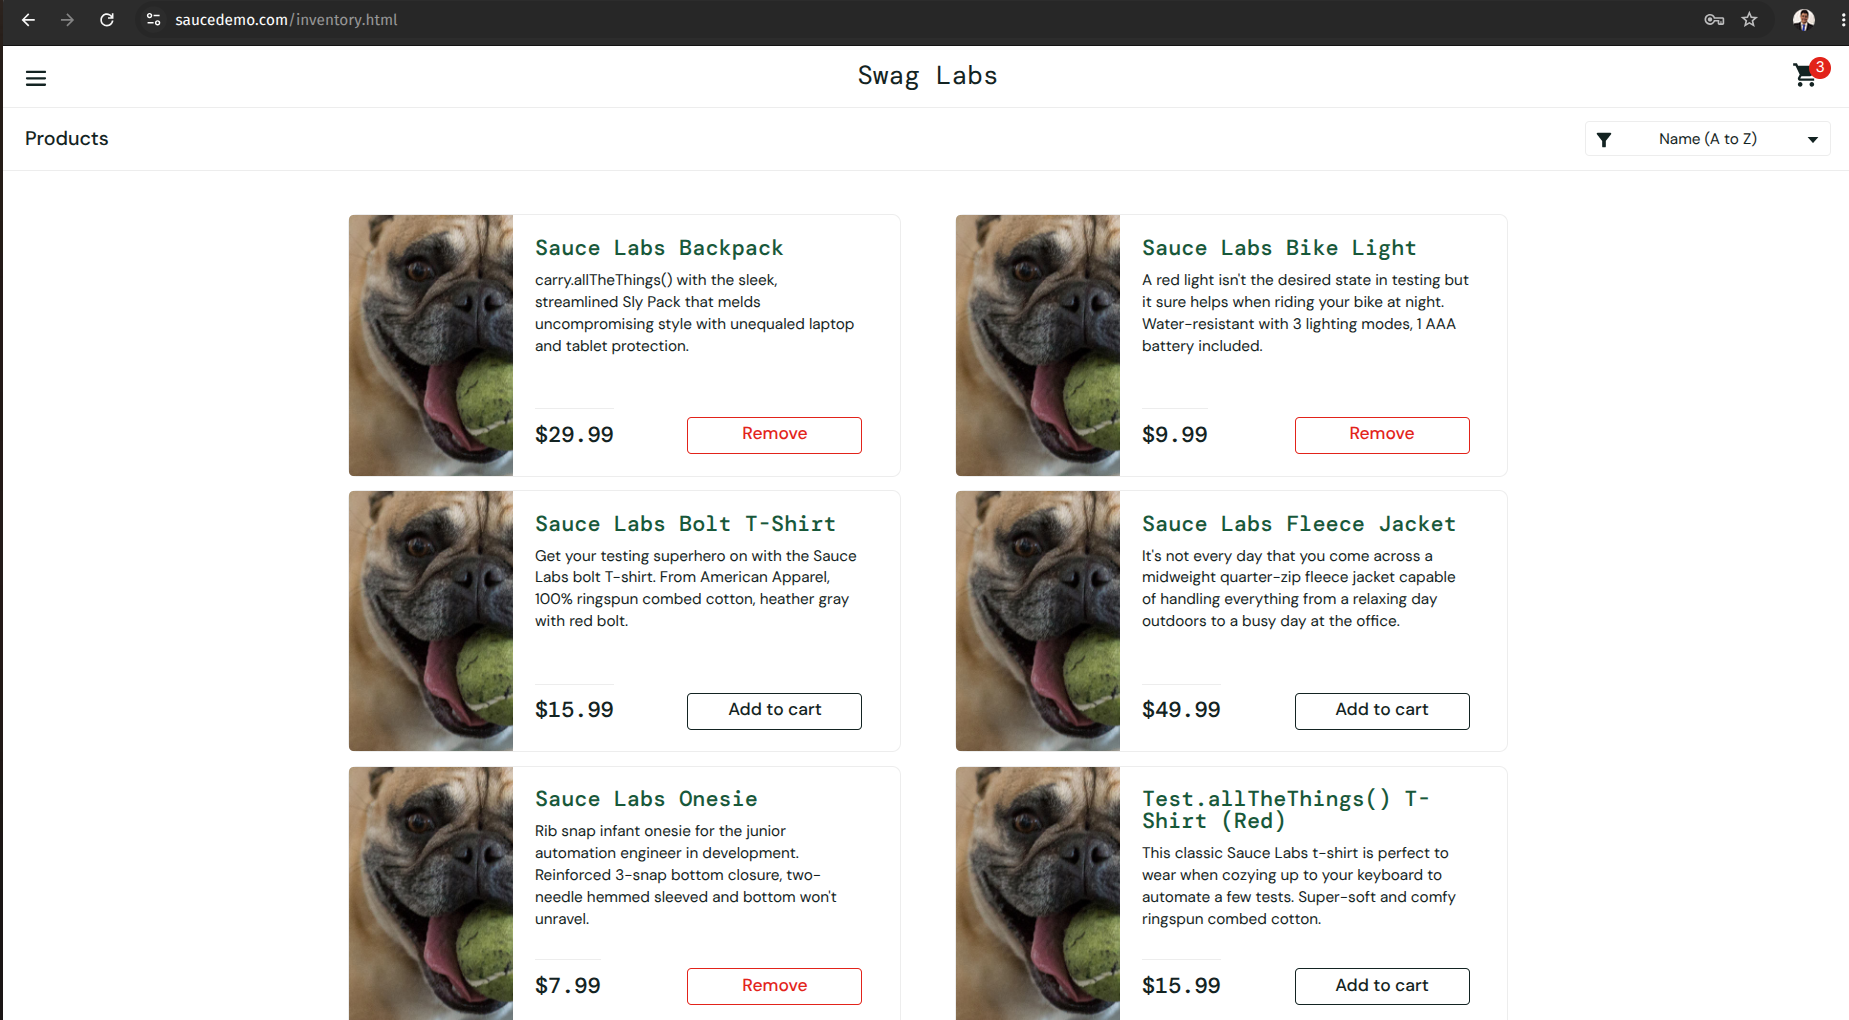 saucedemo.com/inventory.html
Swag Labs
3
Products
Name (A to Z)
Sauce Labs Backpack
carry.allTheThings() with the sleek,
streamlined Sly Pack that melds
uncompromising style with unequaled laptop
and tablet protection.
$29.99
Remove
Sauce Labs Bike Light
A red light isn't the desired state in testing but
it sure helps when riding your bike at night.
Water-resistant with 3 lighting modes, 1 AAA
battery included.
$9.99
Remove
Sauce Labs Bolt T-Shirt
Get your testing superhero on with the Sauce
Labs bolt T-shirt. From American Apparel,
100% ringspun combed cotton, heather gray
with red bolt.
$15.99
Add to cart
Sauce Labs Fleece Jacket
It's not every day that you come across a
midweight quarter-zip fleece jacket capable
of handling everything from a relaxing day
outdoors to a busy day at the office.
$49.99
Add to cart
Sauce Labs Onesie
Rib snap infant onesie for the junior
automation engineer in development.
Reinforced 3-snap bottom closure, two-
needle hemmed sleeved and bottom won't
unravel.
$7.99
Remove
Test.allTheThings() T-
Shirt (Red)
This classic Sauce Labs t-shirt is perfect to
wear when cozying up to your keyboard to
automate a few tests. Super-soft and comfy
ringspun combed cotton.
$15.99
Add to cart